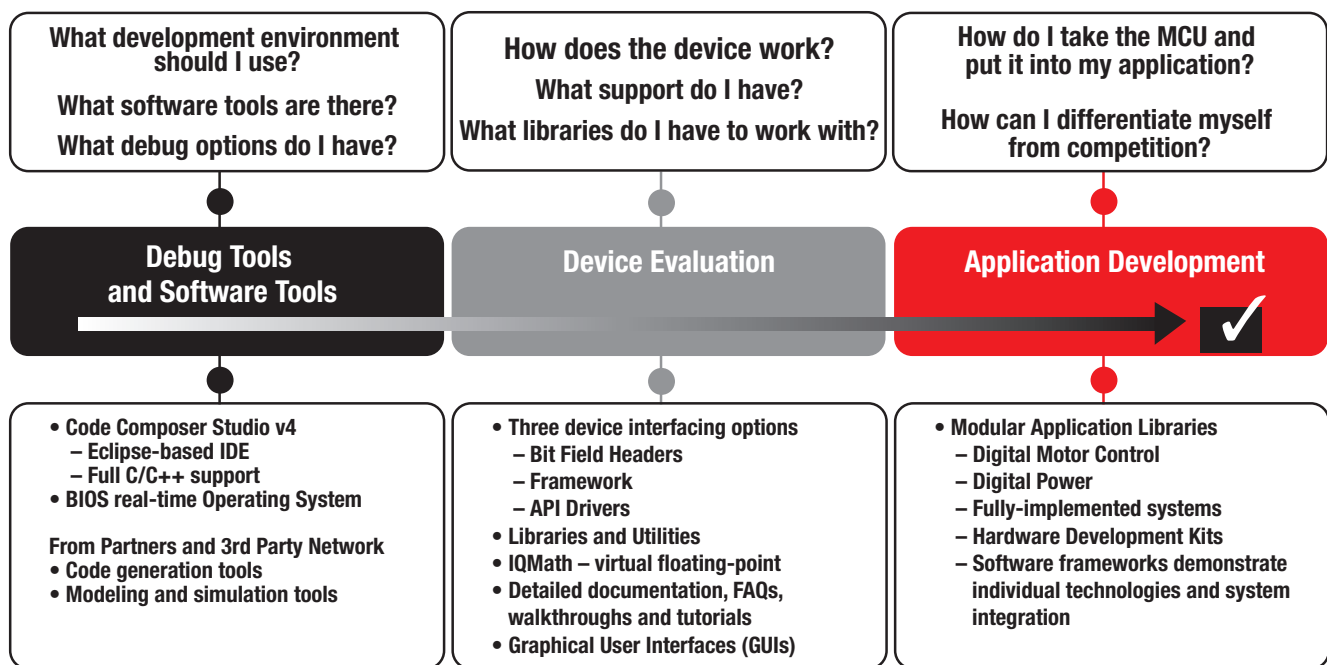 What development environment
should I use?
What software tools are there?
What debug options do I have?
How does the device work?
What support do I have?
What libraries do I have to work with?
How do I take the MCU and
put it into my application?
How can I differentiate myself
from competition?
Debug Tools
and Software Tools
Device Evaluation
Application Development
• Code Composer Studio v4
– Eclipse-based IDE
– Full C/C++ support
• BIOS real-time Operating System
From Partners and 3rd Party Network
• Code generation tools
• Modeling and simulation tools
• Three device interfacing options
– Bit Field Headers
– Framework
– API Drivers
• Libraries and Utilities
• IQMath – virtual floating-point
• Detailed documentation, FAQs,
walkthroughs and tutorials
• Graphical User Interfaces (GUIs)
• Modular Application Libraries
– Digital Motor Control
– Digital Power
– Fully-implemented systems
– Hardware Development Kits
– Software frameworks demonstrate
individual technologies and system
integration